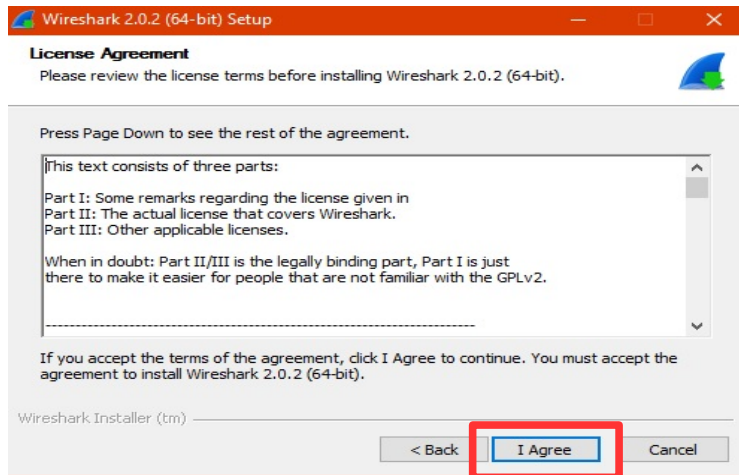 Wireshark 2.0.2 (64-bit) Setup
License Agreement
Please review the license terms before installing Wireshark 2.0.2 (64-bit).
Press Page Down to see the rest of the agreement.
This text consists of three parts:
Part I: Some remarks regarding the license given in
Part II: The actual license that covers Wireshark.
Part III: Other applicable licenses.
When in doubt: Part II/III is the legally binding part, Part I is just
there to make it easier for people that are not familiar with the GPLv2.
------------------------------------------------------------------------
If you accept the terms of the agreement, click I Agree to continue. You must accept the
agreement to install Wireshark 2.0.2 (64-bit).
Wireshark Installer (tm)
< Back I Agree Cancel